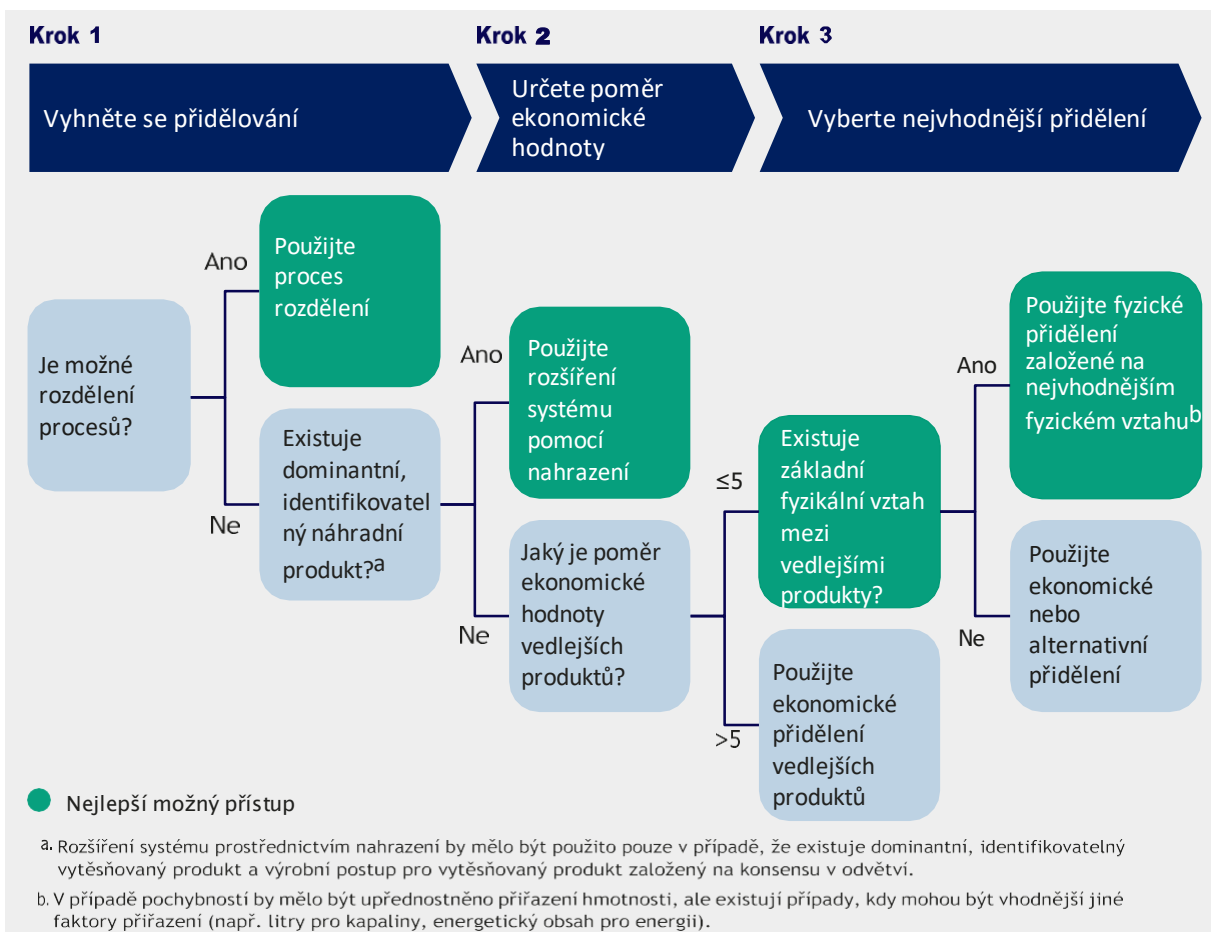 Krok 1
Krok 2
Krok 3
Vyhněte se přidělování
Určete poměr
ekonomické
hodnoty
Vyberte nejvhodnější přidělení
Je možné
rozdělení
procesů?
Ano
Použijte
proces
rozdělení
Ne
Existuje
dominantní,
identifikovatel
ný náhradní
produkt?a
Ano
Použijte
rozšíření
systému
pomocí
nahrazení
Ne
Jaký je poměr
ekonomické
hodnoty
vedlejších
produktů?
≤5
Existuje
základní
fyzikální vztah
mezi
vedlejšími
produkty?
>5
Použijte
ekonomické
přidělení
vedlejších
produktů
Ano
Použijte fyzické
přidělení
založené na
nejvhodnějším
fyzickém vztahub
Ne
Použijte
ekonomické
nebo
alternativní
přidělení
Nejlepší možný přístup
a. Rozšíření systému prostřednictvím nahrazení by mělo být použito pouze v případě, že existuje dominantní, identifikovatelný
vytěsňovaný produkt a výrobní postup pro vytěsňovaný produkt založený na konsensu v odvětví.
b. V případě pochybností by mělo být upřednostněno přiřazení hmotnosti, ale existují případy, kdy mohou být vhodnější jiné
faktory přiřazení (např. litry pro kapaliny, energetický obsah pro energii).